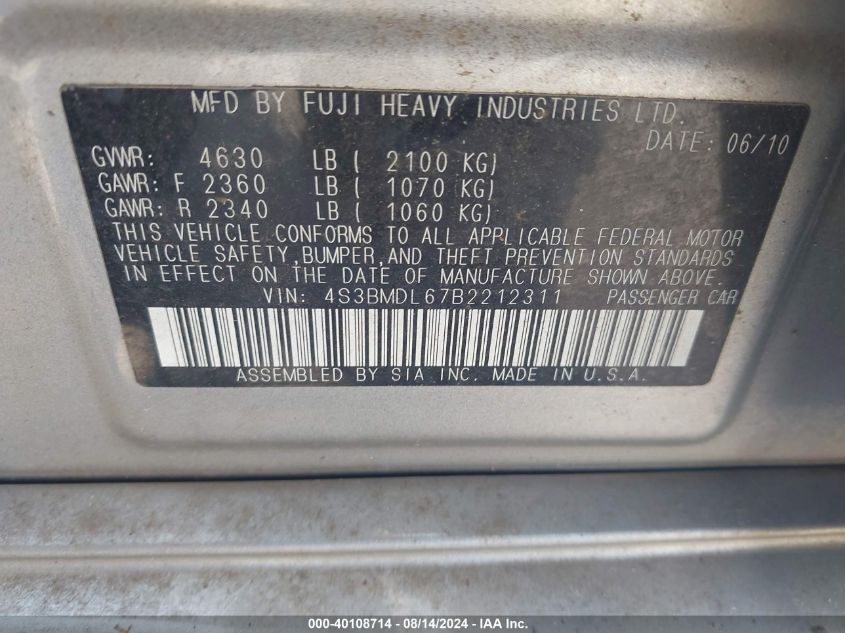 MFD BY FUJI HEAVY INDUSTRIES LTD.
DATE: 06/10
GVWR: 4630 LB ( 2100 KG)
GAWR: F 2360 LB ( 1070 KG)
GAWR: R 2340 LB ( 1060 KG)
THIS VEHICLE CONFORMS TO ALL APPLICABLE FEDERAL MOTOR
VEHICLE SAFETY,BUMPER,AND THEFT PREVENTION STANDARDS
IN EFFECT ON THE DATE OF MANUFACTURE SHOWN ABOVE.
VIN: 4S3BMDL67B2212311 PASSENGER CAR
ASSEMBLED BY SIA INC. MADE IN U.S.A.
000-40108714 - 08/14/2024 - IAA Inc.